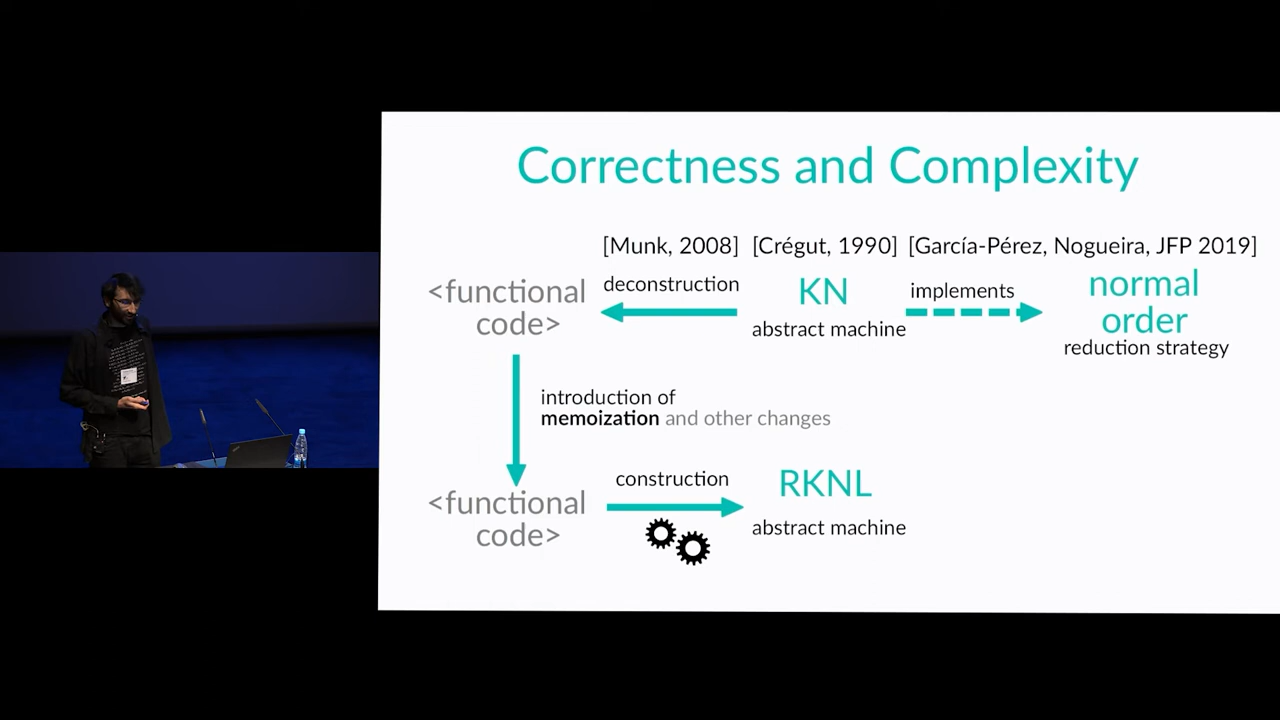 Correctness and Complexity
[Munk, 2008] [Crégut, 1990] [García-Pérez, Nogueira, JFP 2019]
<functional
code>
deconstruction
KN
abstract machine
implements
normal
order
reduction strategy
introduction of
memoization and other changes
<functional
code>
construction
RKNL
abstract machine